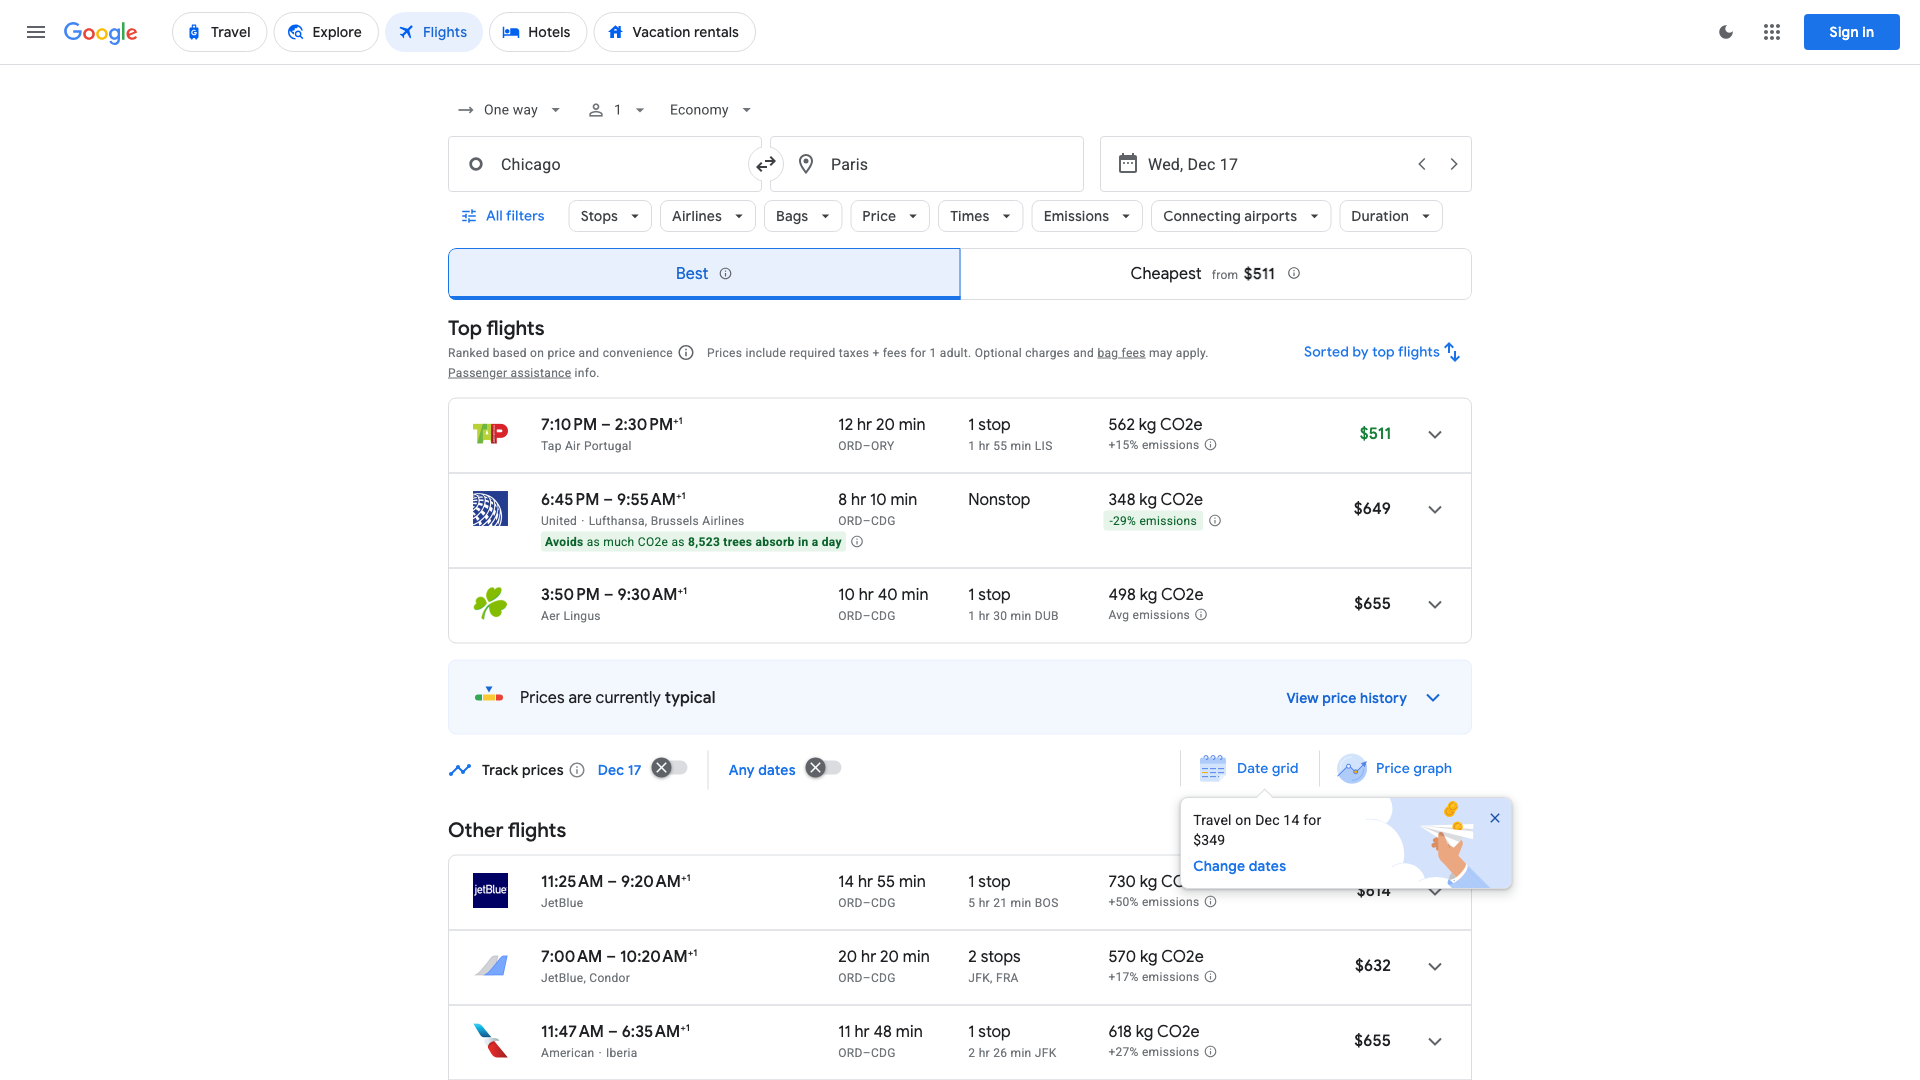 Google
Travel
Explore
Flights
Hotels
Vacation rentals
Sign in
One way
1
Economy
Chicago
Paris
Wed, Dec 17
All filters
Stops
Airlines
Bags
Price
Times
Emissions
Connecting airports
Duration
Best
Cheapest from $511
Top flights
Ranked based on price and convenience
Prices include required taxes + fees for 1 adult. Optional charges and bag fees may apply.
Passenger assistance info.
Sorted by top flights
TAP
7:10 PM – 2:30 PM+1
Tap Air Portugal
12 hr 20 min
ORD–ORY
1 stop
1 hr 55 min LIS
562 kg CO2e
+15% emissions
$511
6:45 PM – 9:55 AM+1
United · Lufthansa, Brussels Airlines
Avoids as much CO2e as 8,523 trees absorb in a day
8 hr 10 min
ORD–CDG
Nonstop
348 kg CO2e
-29% emissions
$649
3:50 PM – 9:30 AM+1
Aer Lingus
10 hr 40 min
ORD–CDG
1 stop
1 hr 30 min DUB
498 kg CO2e
Avg emissions
$655
Prices are currently typical
View price history
Track prices
Dec 17
Any dates
Date grid
Price graph
Travel on Dec 14 for
$349
Change dates
Other flights
jetBlue
11:25 AM – 9:20 AM+1
JetBlue
14 hr 55 min
ORD–CDG
1 stop
5 hr 21 min BOS
730 kg CO
+50% emissions
$614
7:00 AM – 10:20 AM+1
JetBlue, Condor
20 hr 20 min
ORD–CDG
2 stops
JFK, FRA
570 kg CO2e
+17% emissions
$632
11:47 AM – 6:35 AM+1
American · Iberia
11 hr 48 min
ORD–CDG
1 stop
2 hr 26 min JFK
618 kg CO2e
+27% emissions
$655